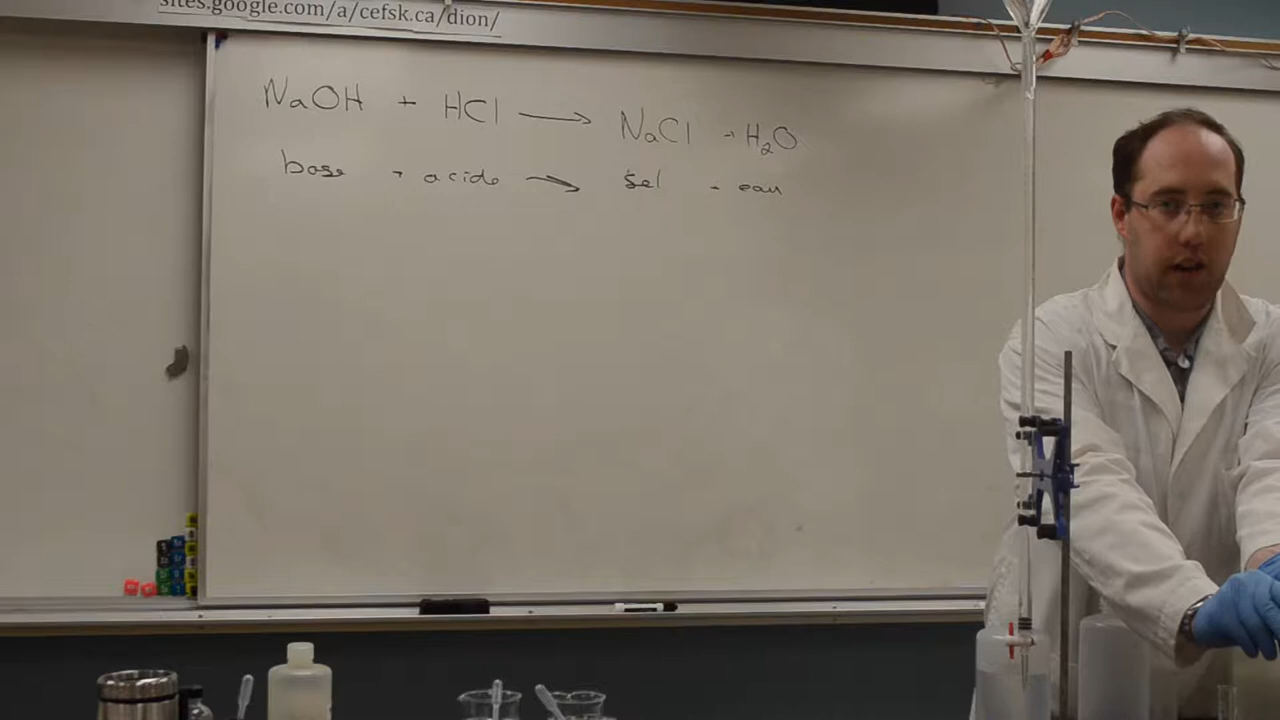 sites.google.com/a/cefsk.ca/dion/
NaOH + HCl → NaCl + H₂O
base + acide → sel + eau